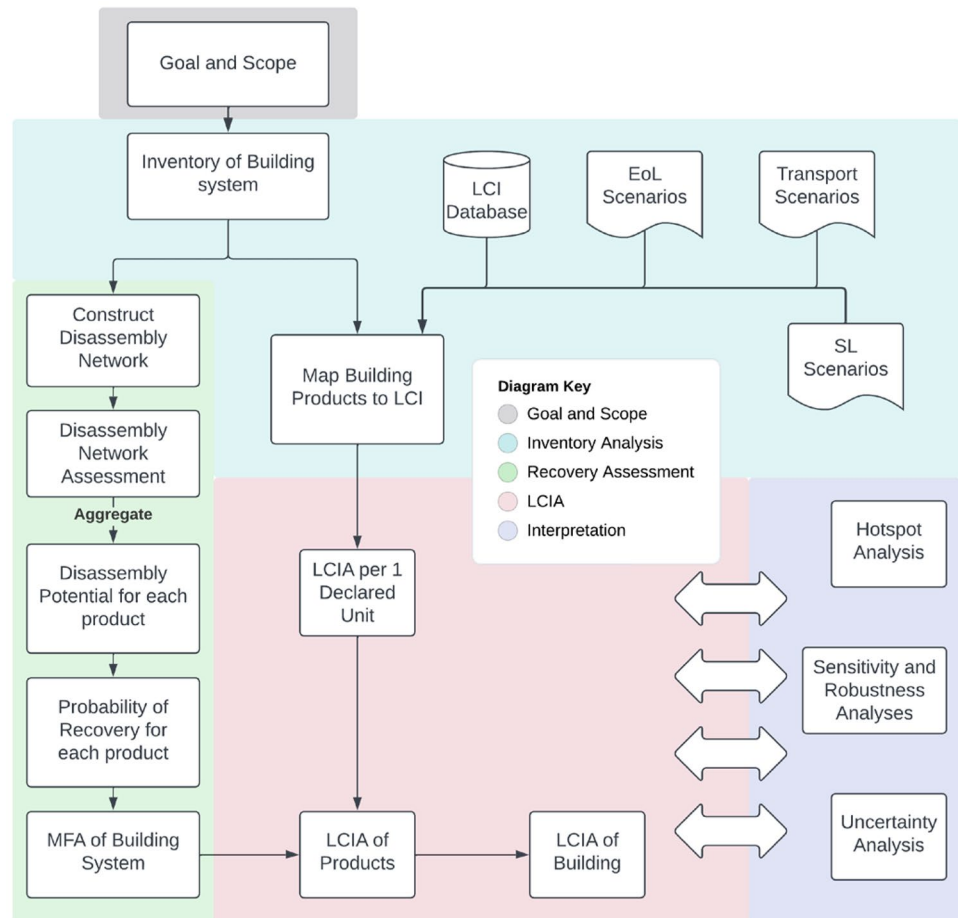 Goal and Scope
Inventory of Building
system
LCI
Database
EoL
Scenarios
Transport
Scenarios
SL
Scenarios
Construct
Disassembly
Network
Map Building
Products to LCI
Diagram Key
Goal and Scope
Inventory Analysis
Recovery Assessment
LCIA
Interpretation
Disassembly
Network
Assessment
Aggregate
Disassembly
Potential for each
product
Probability of
Recovery for
each product
MFA of Building
System
LCIA per 1
Declared
Unit
LCIA of
Products
LCIA of
Building
Hotspot
Analysis
Sensitivity and
Robustness
Analyses
Uncertainty
Analysis